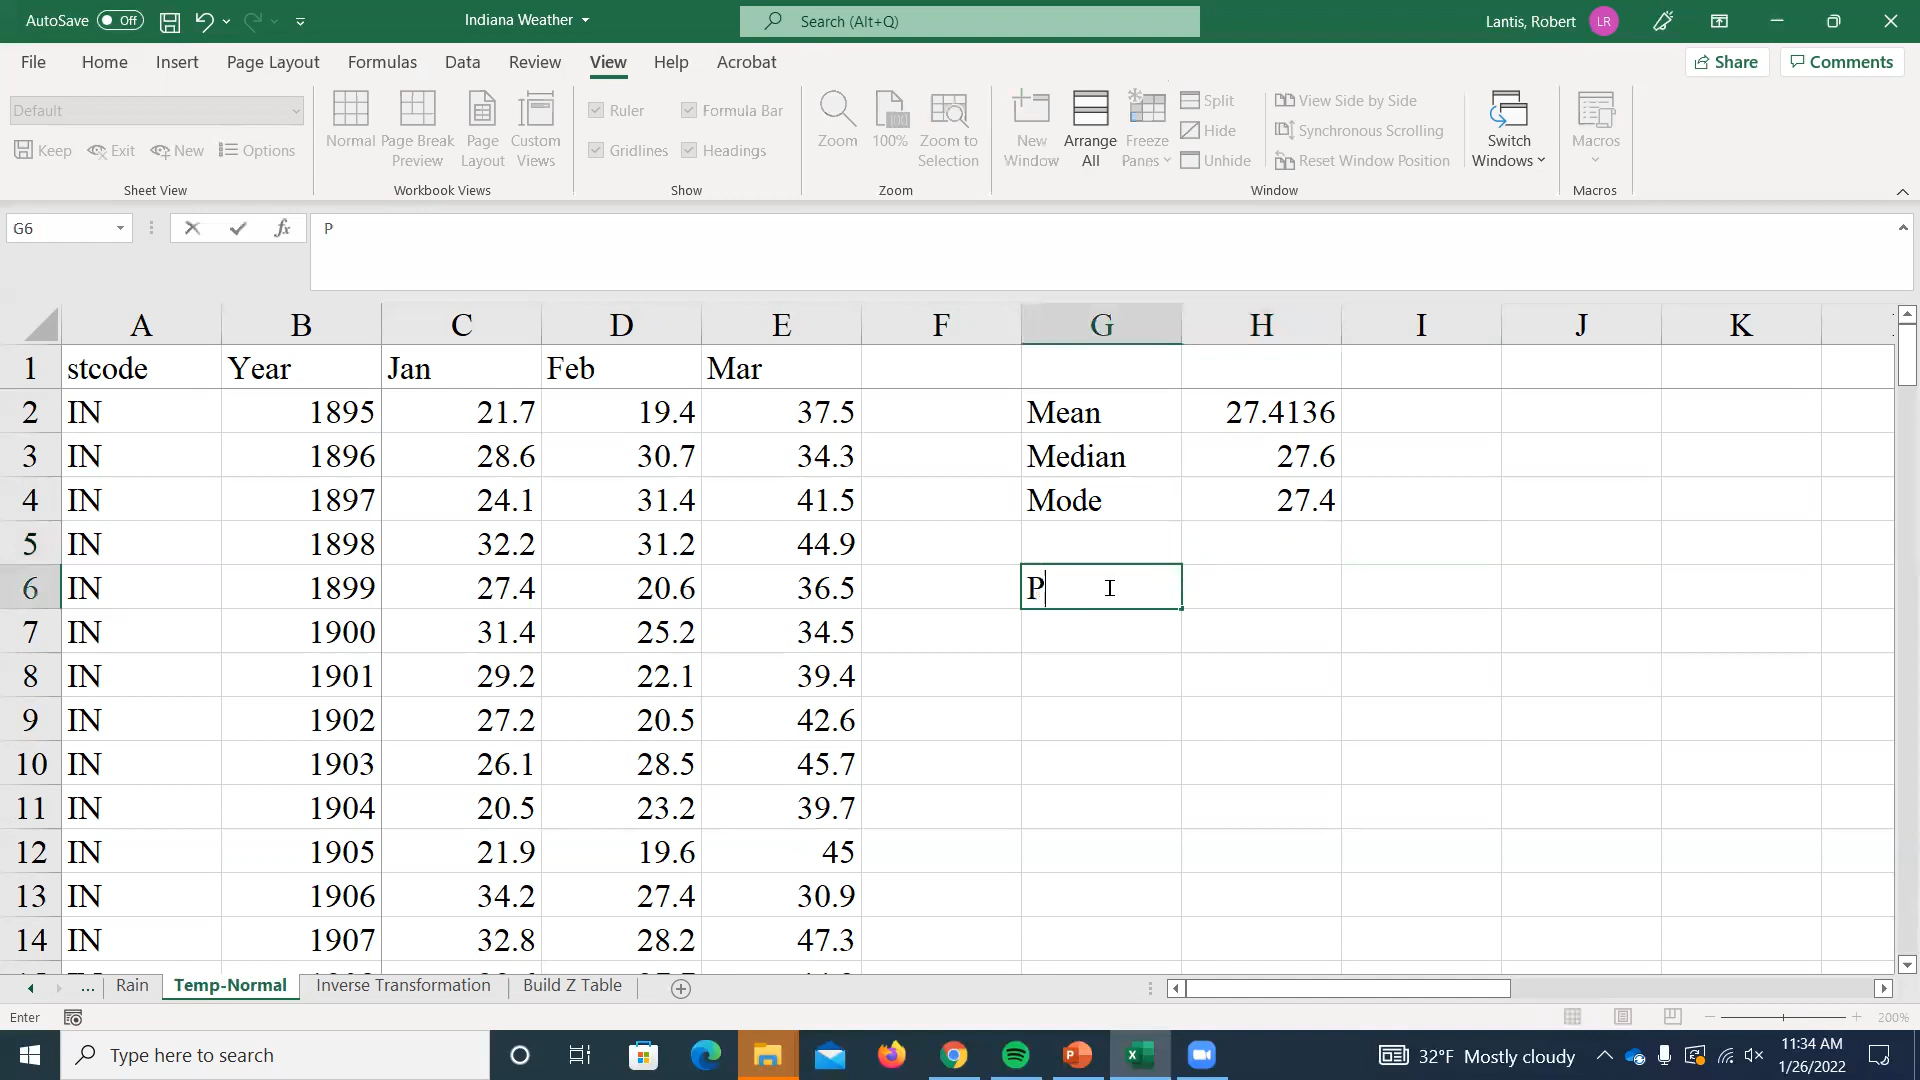 AutoSave Off Indiana Weather Search (Alt+Q) Lantis, Robert LR
File Home Insert Page Layout Formulas Data Review View Help Acrobat Share Comments
Default
Keep Exit New Options
Sheet View
Normal Page Break Preview Page Layout Custom Views
Workbook Views
Ruler Formula Bar
Gridlines Headings
Show
Zoom 100% Zoom to Selection
Zoom
New Window Arrange All Freeze Panes
Split
Hide
Unhide
View Side by Side
Synchronous Scrolling
Reset Window Position
Switch Windows
Window
Macros
Macros
G6 fx P
A B C D E F G H I J K
1 stcode Year Jan Feb Mar
2 IN 1895 21.7 19.4 37.5 Mean 27.4136
3 IN 1896 28.6 30.7 34.3 Median 27.6
4 IN 1897 24.1 31.4 41.5 Mode 27.4
5 IN 1898 32.2 31.2 44.9
6 IN 1899 27.4 20.6 36.5 P
7 IN 1900 31.4 25.2 34.5
8 IN 1901 29.2 22.1 39.4
9 IN 1902 27.2 20.5 42.6
10 IN 1903 26.1 28.5 45.7
11 IN 1904 20.5 23.2 39.7
12 IN 1905 21.9 19.6 45
13 IN 1906 34.2 27.4 30.9
14 IN 1907 32.8 28.2 47.3
... Rain Temp-Normal Inverse Transformation Build Z Table
Enter 200%
Type here to search 32°F Mostly cloudy 11:34 AM
1/26/2022